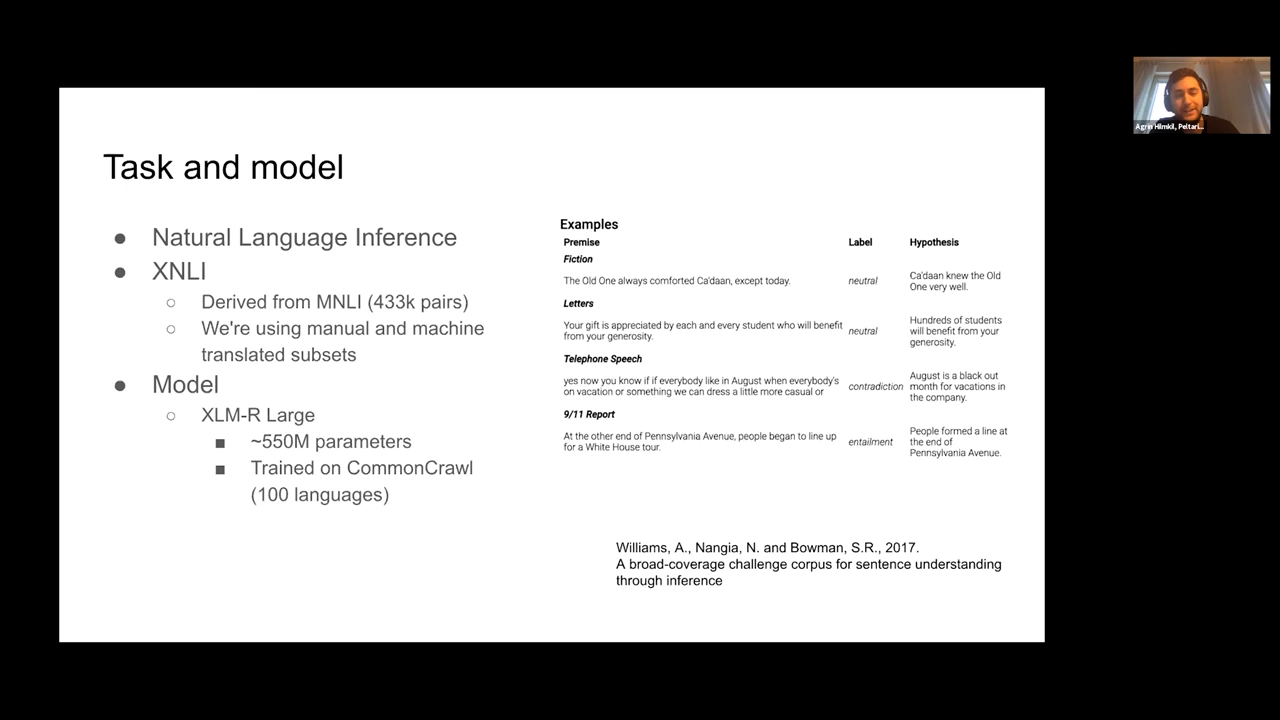 Task and model
● Natural Language Inference
● XNLI
○ Derived from MNLI (433k pairs)
○ We're using manual and machine
translated subsets
● Model
○ XLM-R Large
■ ~550M parameters
■ Trained on CommonCrawl
(100 languages)
Examples
Premise Label Hypothesis
Fiction
The Old One always comforted Ca'daan, except today. neutral Ca'daan knew the Old
One very well.
Letters
Your gift is appreciated by each and every student who will benefit
from your generosity. neutral Hundreds of students
will benefit from your
generosity.
Telephone Speech
yes now you know if if everybody like in August when everybody's
on vacation or something we can dress a little more casual or contradiction August is a black out
month for vacations in
the company.
9/11 Report
At the other end of Pennsylvania Avenue, people began to line up
for a White House tour. entailment People formed a line at
the end of
Pennsylvania Avenue.
Williams, A., Nangia, N. and Bowman, S.R., 2017.
A broad-coverage challenge corpus for sentence understanding
through inference
Agrin Hilmkil, Peltari...